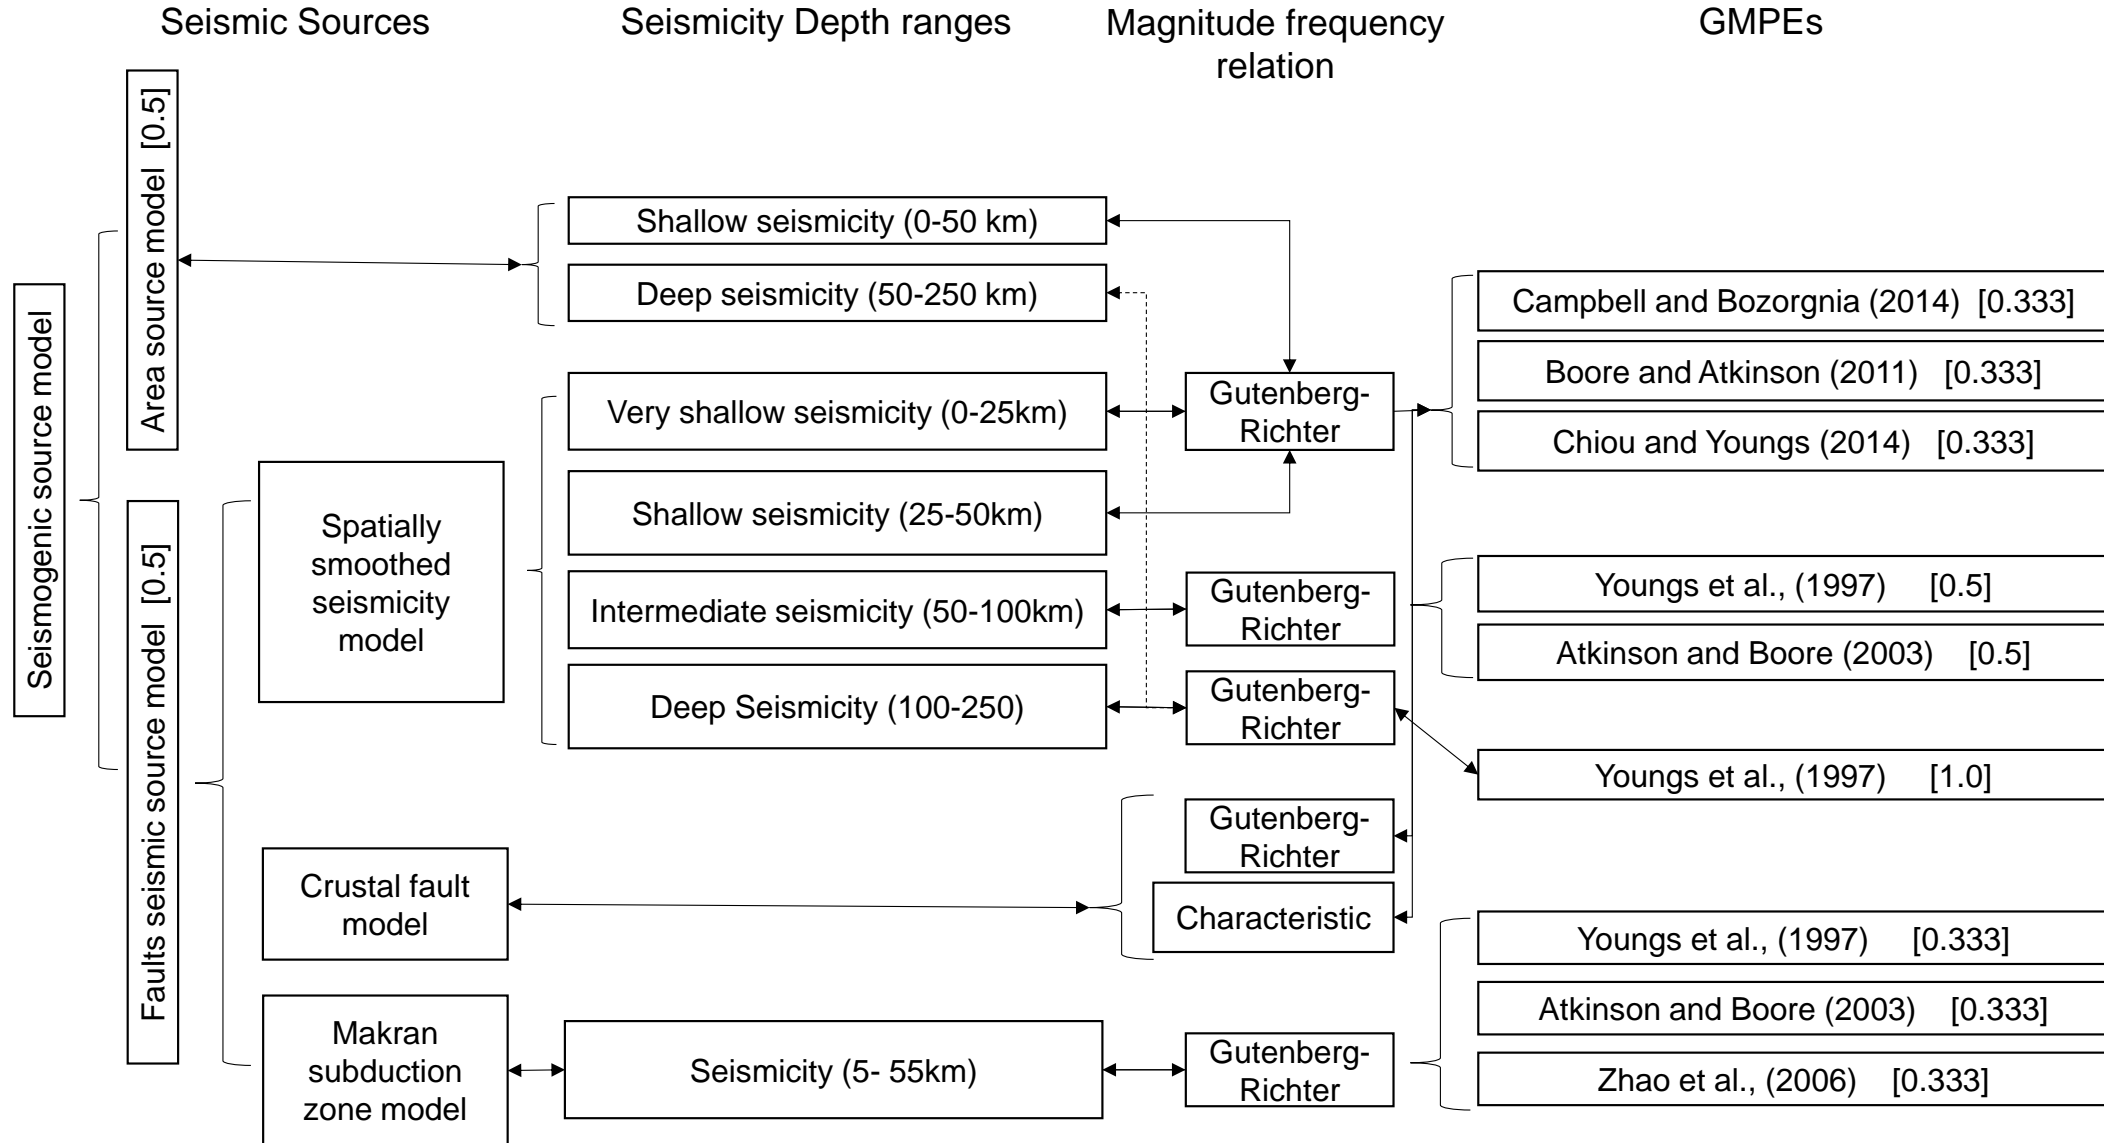 Seismic Sources
Seismicity Depth ranges
Magnitude frequency
relation
GMPEs
Seismogenic source model
Area source model [0.5]
Faults seismic source model [0.5]
Spatially
smoothed
seismicity
model
Crustal fault
model
Makran
subduction
zone model
Shallow seismicity (0-50 km)
Deep seismicity (50-250 km)
Very shallow seismicity (0-25km)
Shallow seismicity (25-50km)
Intermediate seismicity (50-100km)
Deep Seismicity (100-250)
Seismicity (5- 55km)
Gutenberg-
Richter
Gutenberg-
Richter
Gutenberg-
Richter
Gutenberg-
Richter
Characteristic
Gutenberg-
Richter
Campbell and Bozorgnia (2014) [0.333]
Boore and Atkinson (2011) [0.333]
Chiou and Youngs (2014) [0.333]
Youngs et al., (1997) [0.5]
Atkinson and Boore (2003) [0.5]
Youngs et al., (1997) [1.0]
Youngs et al., (1997) [0.333]
Atkinson and Boore (2003) [0.333]
Zhao et al., (2006) [0.333]